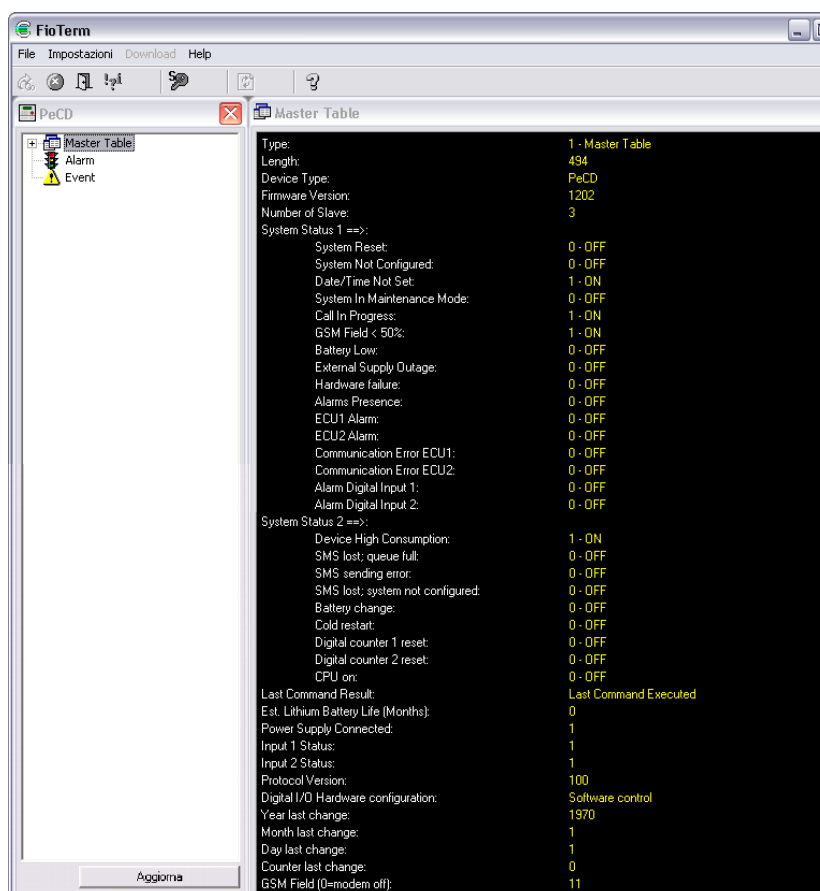 FioTerm
File Impostazioni Download Help
PeCD
Master Table
Alarm
Event
Aggiorna
Master Table
Type: 1 - Master Table
Length: 494
Device Type: PeCD
Firmware Version: 1202
Number of Slave: 3
System Status 1 ==>:
System Reset: 0 - OFF
System Not Configured: 0 - OFF
Date/Time Not Set: 1 - ON
System In Maintenance Mode: 0 - OFF
Call In Progress: 1 - ON
GSM Field < 50%: 1 - ON
Battery Low: 0 - OFF
External Supply Outage: 0 - OFF
Hardware failure: 0 - OFF
Alarms Presence: 0 - OFF
ECU1 Alarm: 0 - OFF
ECU2 Alarm: 0 - OFF
Communication Error ECU1: 0 - OFF
Communication Error ECU2: 0 - OFF
Alarm Digital Input 1: 0 - OFF
Alarm Digital Input 2: 0 - OFF
System Status 2 ==>:
Device High Consumption: 1 - ON
SMS lost; queue full: 0 - OFF
SMS sending error: 0 - OFF
SMS lost; system not configured: 0 - OFF
Battery change: 0 - OFF
Cold restart: 0 - OFF
Digital counter 1 reset: 0 - OFF
Digital counter 2 reset: 0 - OFF
CPU on: 0 - OFF
Last Command Result: Last Command Executed
Est. Lithium Battery Life (Months): 0
Power Supply Connected: 1
Input 1 Status: 1
Input 2 Status: 1
Protocol Version: 100
Digital I/O Hardware configuration: Software control
Year last change: 1970
Month last change: 1
Day last change: 1
Counter last change: 0
GSM Field (0=modem off): 11